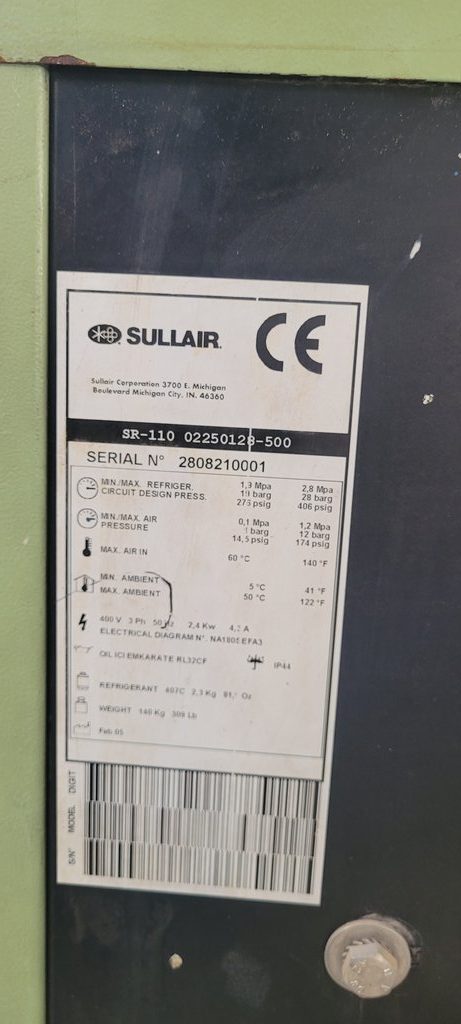 SULLAIR
CE
Sullair Corporation 3700 E. Michigan
Boulevard Michigan City, IN. 46360
SR-110 02250128-500
SERIAL N° 2808210001
MIN./MAX. REFRIGER. 1,9 Mpa 2,8 Mpa
CIRCUIT DESIGN PRESS. 19 barg 28 barg
275 psig 406 psig
MIN./MAX. AIR 0,1 Mpa 1,2 Mpa
PRESSURE 1 barg 12 barg
14,5 psig 174 psig
MAX. AIR IN 60 °C 140 °F
MIN. AMBIENT 5 °C 41 °F
MAX. AMBIENT 50 °C 122 °F
400 V 3 Ph 50 Hz 2,4 Kw 4,2 A
ELECTRICAL DIAGRAM N°. NA1805EFA3
OIL ICI EMKARATE RL32CF IP44
REFRIGERANT 407C 2,3 Kg Oz
WEIGHT 140 Kg 309 Lb
Feb.05
S/N° MODEL DIGIT